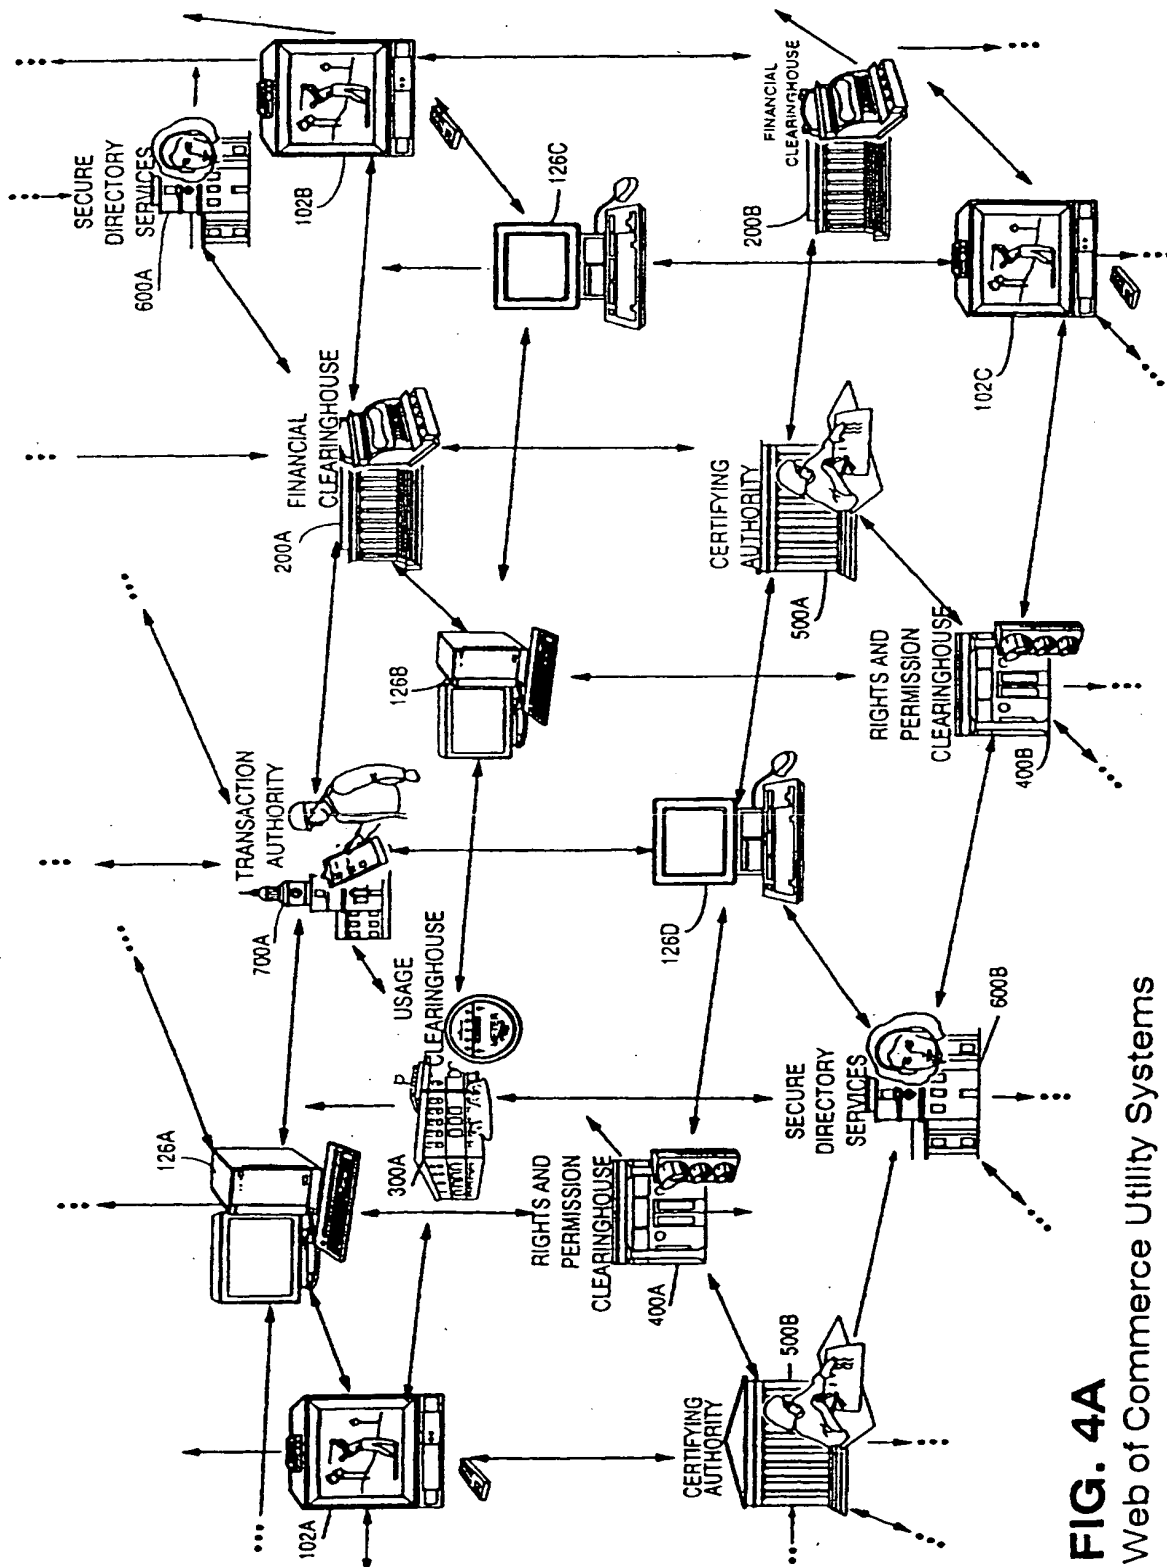 SECURE
DIRECTORY
SERVICES
600A
126A
TRANSACTION
AUTHORITY
700A
102A
102B
FINANCIAL
CLEARINGHOUSE
200A
USAGE
CLEARINGHOUSE
300A
P
METER
126B
126C
RIGHTS AND
PERMISSION
CLEARINGHOUSE
400A
126D
CERTIFYING
AUTHORITY
500A
FINANCIAL
CLEARINGHOUSE
200B
CERTIFYING
AUTHORITY
500B
SECURE
DIRECTORY
SERVICES
600B
RIGHTS AND
PERMISSION
CLEARINGHOUSE
400B
102C
FIG. 4A
Web of Commerce Utility Systems